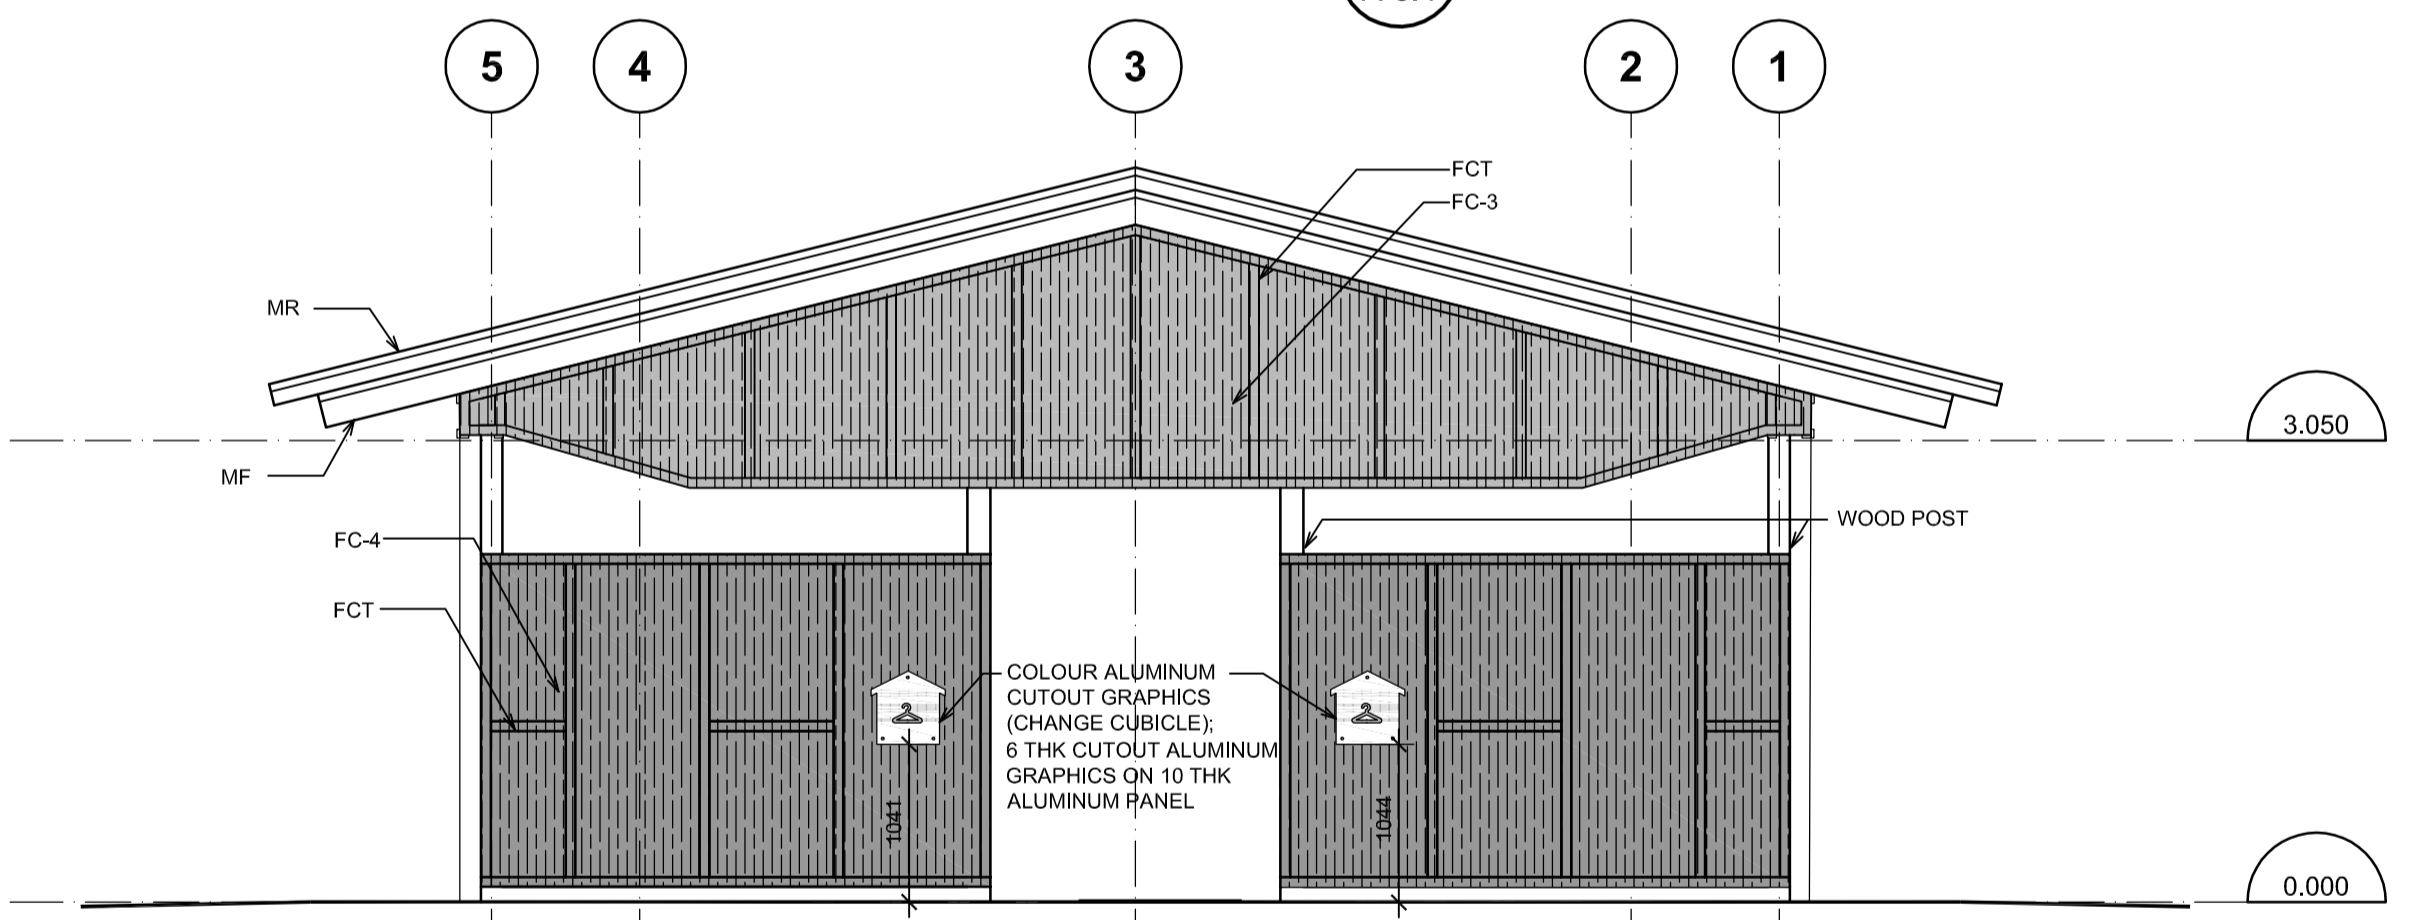 5
4
3
2
1
FCT
FC-3
MR
MF
3.050
FC-4
WOOD POST
FCT
COLOUR ALUMINUM
CUTOUT GRAPHICS
(CHANGE CUBICLE);
6 THK CUTOUT ALUMINUM
GRAPHICS ON 10 THK
ALUMINUM PANEL
1041
1044
0.000